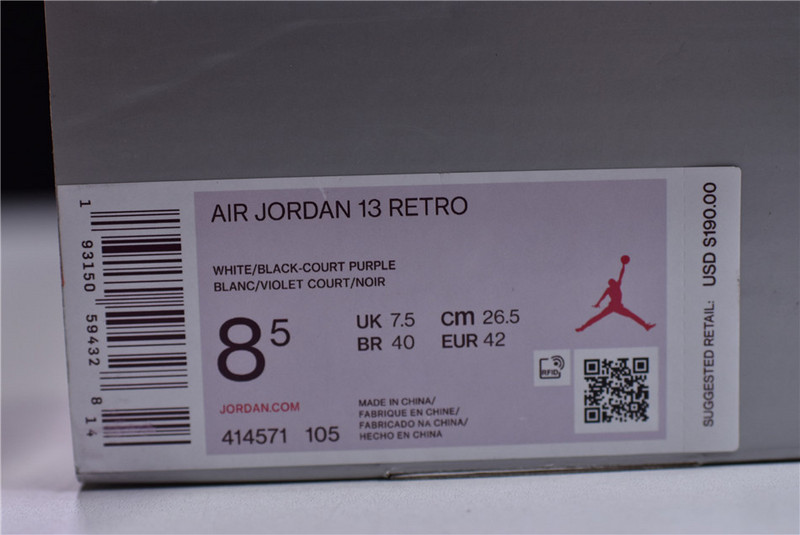 AIR JORDAN 13 RETRO
WHITE/BLACK-COURT PURPLE
BLANC/VIOLET COURT/NOIR
8 5
UK 7.5 cm 26.5
BR 40 EUR 42
RFID
JORDAN.COM
414571 105
MADE IN CHINA/
FABRIQUE EN CHINE/
FABRICADO NA CHINA/
HECHO EN CHINA
SUGGESTED RETAIL: USD $190.00
1 93150 59432 8 14